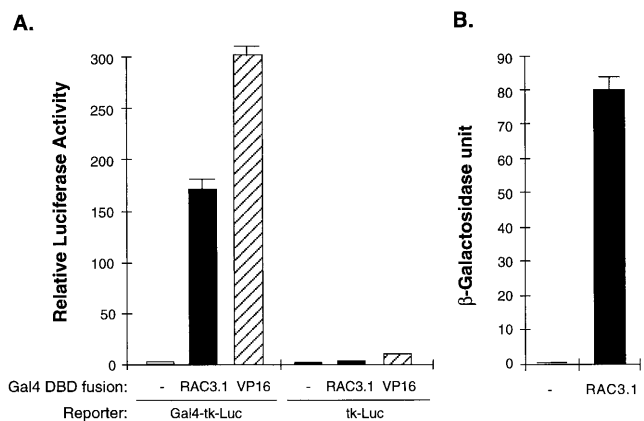 A.
Relative Luciferase Activity
300
250
200
150
100
50
0
Gal4 DBD fusion: - RAC3.1 VP16 - RAC3.1 VP16
Reporter: Gal4-tk-Luc tk-Luc
B.
β-Galactosidase unit
90
80
70
60
50
40
30
20
10
0
- RAC3.1